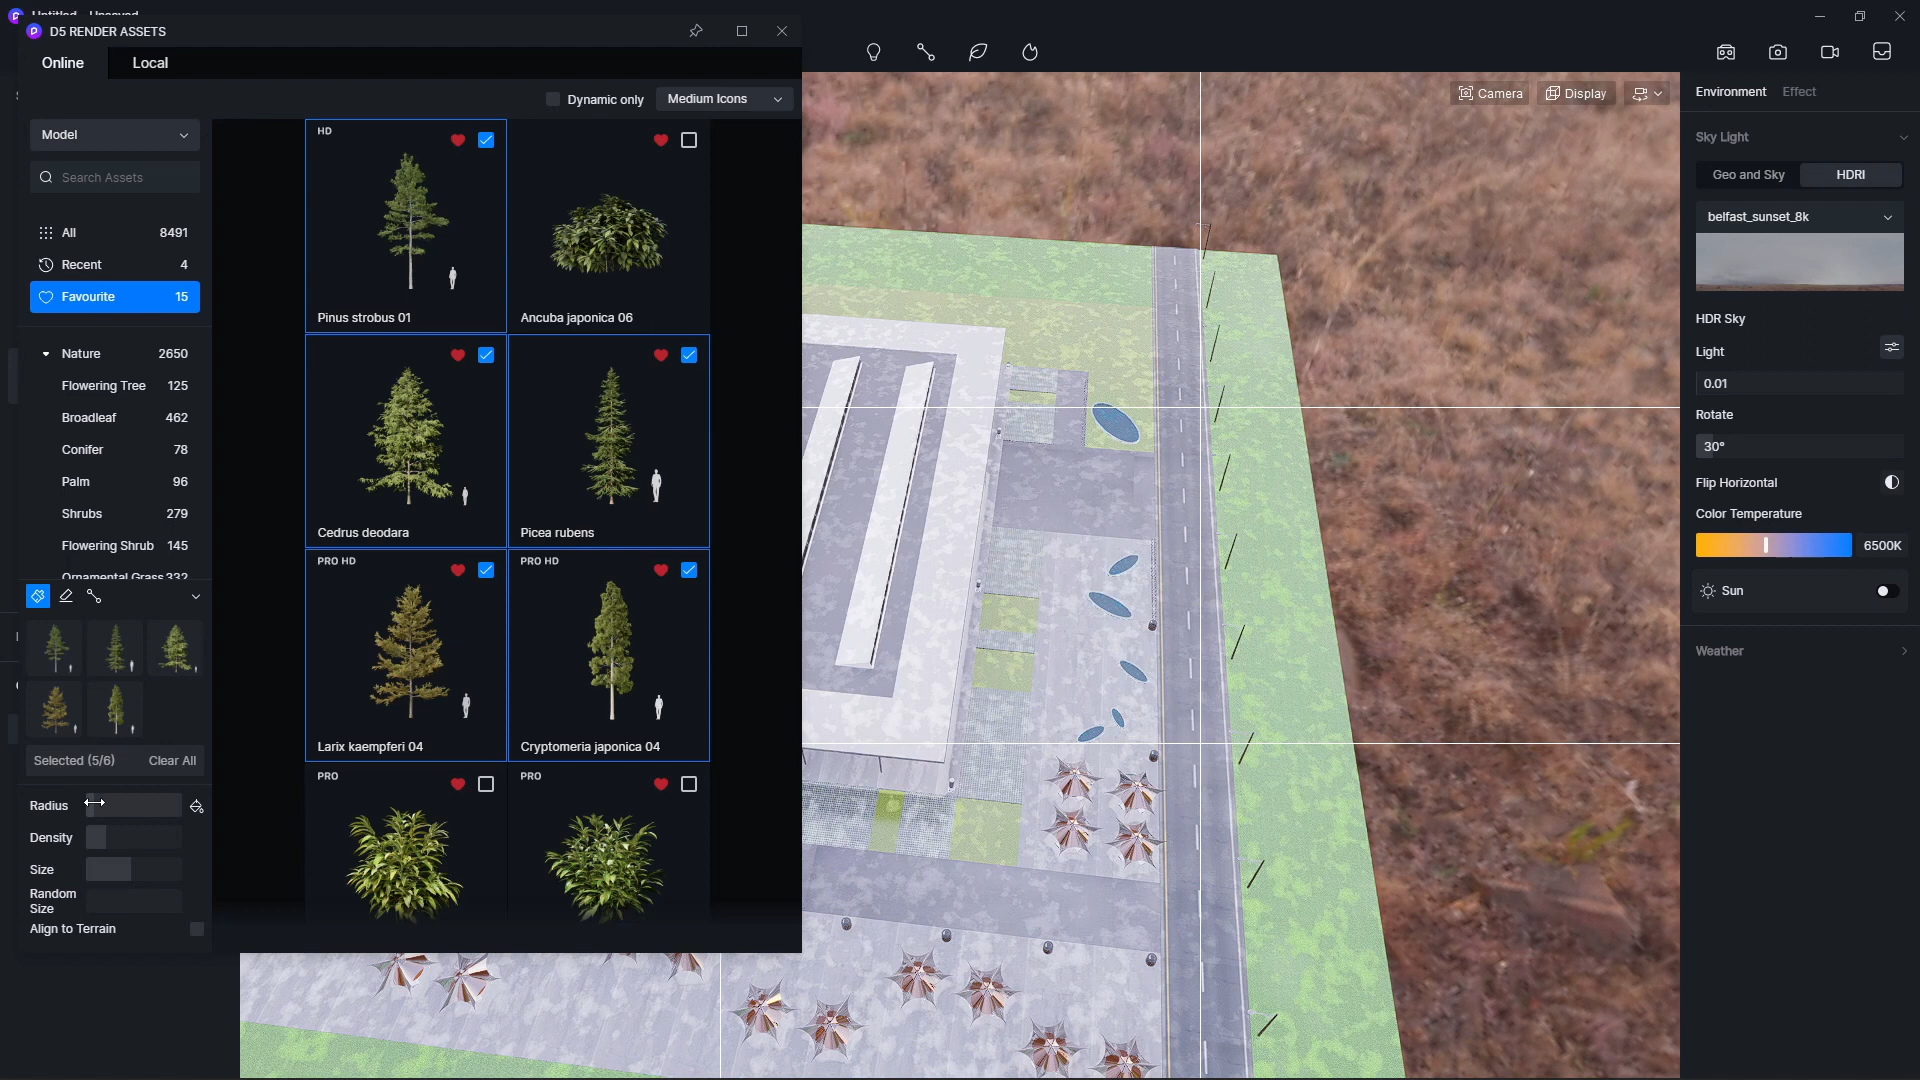 Untitled - Unsaved
D5 RENDER ASSETS
Online
Local
Dynamic only
Medium Icons
Model
Search Assets
All 8491
Recent 4
Favourite 15
Nature 2650
Flowering Tree 125
Broadleaf 462
Conifer 78
Palm 96
Shrubs 279
Flowering Shrub 145
Ornamental Grass 332
Selected (5/6) Clear All
Radius
Density
Size
Random
Size
Align to Terrain
HD
Pinus strobus 01
Ancuba japonica 06
Cedrus deodara
Picea rubens
PRO HD
PRO HD
Larix kaempferi 04
Cryptomeria japonica 04
PRO
PRO
Camera
Display
Environment Effect
Sky Light
Geo and Sky HDRI
belfast_sunset_8k
HDR Sky
Light
0.01
Rotate
30°
Flip Horizontal
Color Temperature
6500K
Sun
Weather